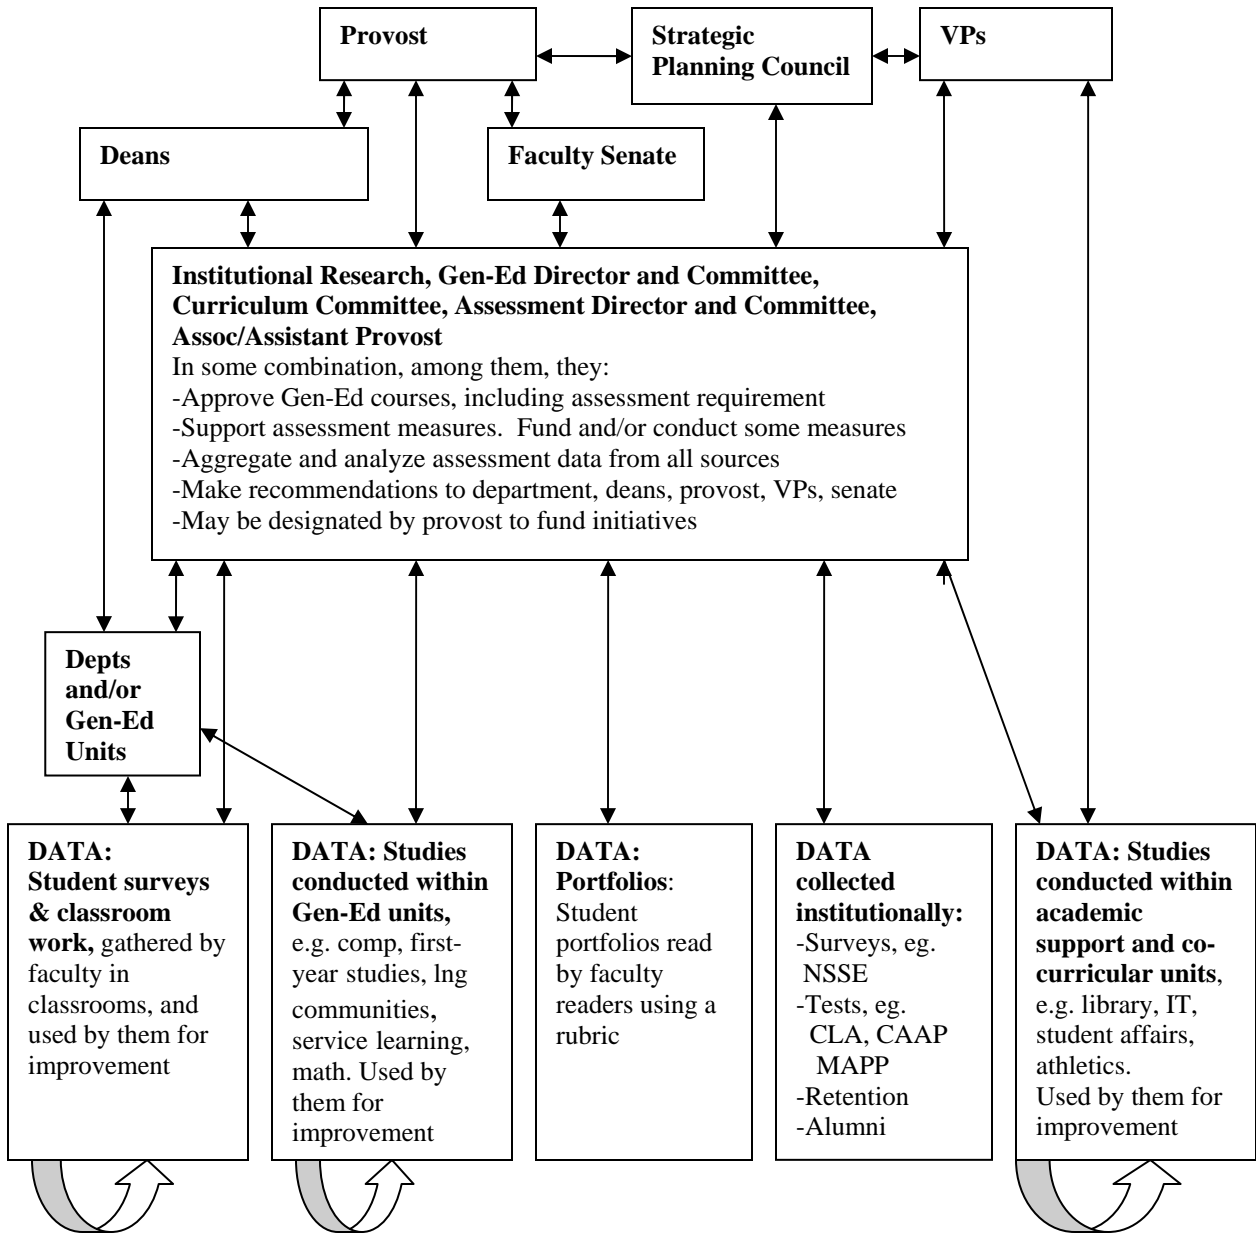 Provost
Strategic
Planning Council
VPs
Deans
Faculty Senate
Institutional Research, Gen-Ed Director and Committee,
Curriculum Committee, Assessment Director and Committee,
Assoc/Assistant Provost
In some combination, among them, they:
-Approve Gen-Ed courses, including assessment requirement
-Support assessment measures.  Fund and/or conduct some measures
-Aggregate and analyze assessment data from all sources
-Make recommendations to department, deans, provost, VPs, senate
-May be designated by provost to fund initiatives
Depts
and/or
Gen-Ed
Units
DATA:
Student surveys
& classroom
work, gathered by
faculty in
classrooms, and
used by them for
improvement
DATA: Studies
conducted within
Gen-Ed units,
e.g. comp, first-
year studies, lng
communities,
service learning,
math. Used by
them for
improvement
DATA:
Portfolios:
Student
portfolios read
by faculty
readers using a
rubric
DATA
collected
institutionally:
-Surveys, eg.
NSSE
-Tests, eg.
CLA, CAAP
MAPP
-Retention
-Alumni
DATA: Studies
conducted within
academic
support and co-
curricular units,
e.g. library, IT,
student affairs,
athletics.
Used by them for
improvement